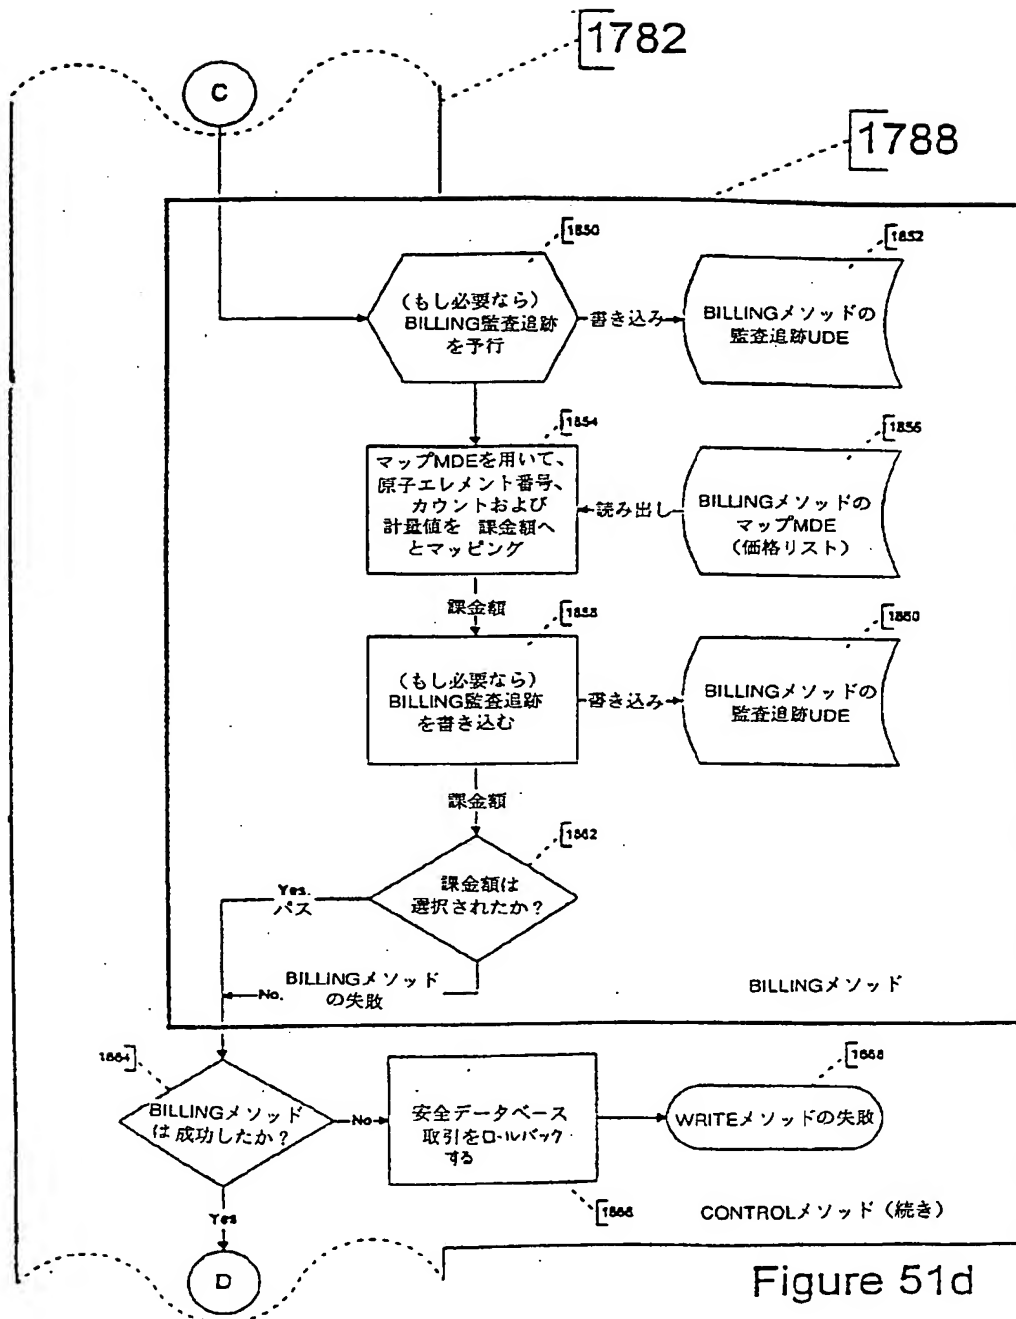 1782
C
1788
1850
1852
(もし必要なら)
BILLING監査追跡
を予行
書き込み
BILLINGメソッドの
監査追跡UDE
1854
1856
マップMDEを用いて、
原子エレメント番号、
カウントおよび
計量値を 課金額へ
とマッピング
読み出し
BILLINGメソッドの
マップMDE
(価格リスト)
課金額
1858
1860
(もし必要なら)
BILLING監査追跡
を書き込む
書き込み
BILLINGメソッドの
監査追跡UDE
課金額
1862
課金額は
選択されたか?
Yes.
パス
No.
BILLINGメソッド
の失敗
BILLINGメソッド
1864
1868
BILLINGメソッド
は成功したか?
No
安全データベース
取引をロールバック
する
WRITEメソッドの失敗
1866
Yes
CONTROLメソッド(続き)
D
Figure 51d